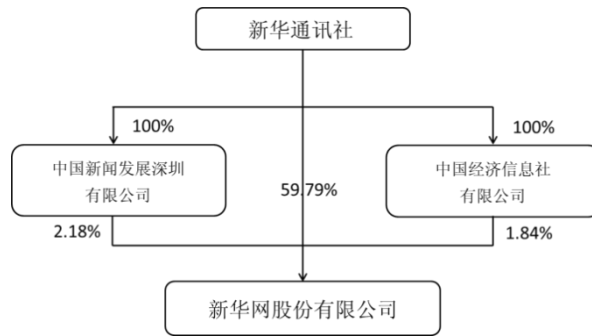 新华通讯社
100%
100%
中国新闻发展深圳
有限公司
59.79%
中国经济信息社
有限公司
2.18%
1.84%
新华网股份有限公司